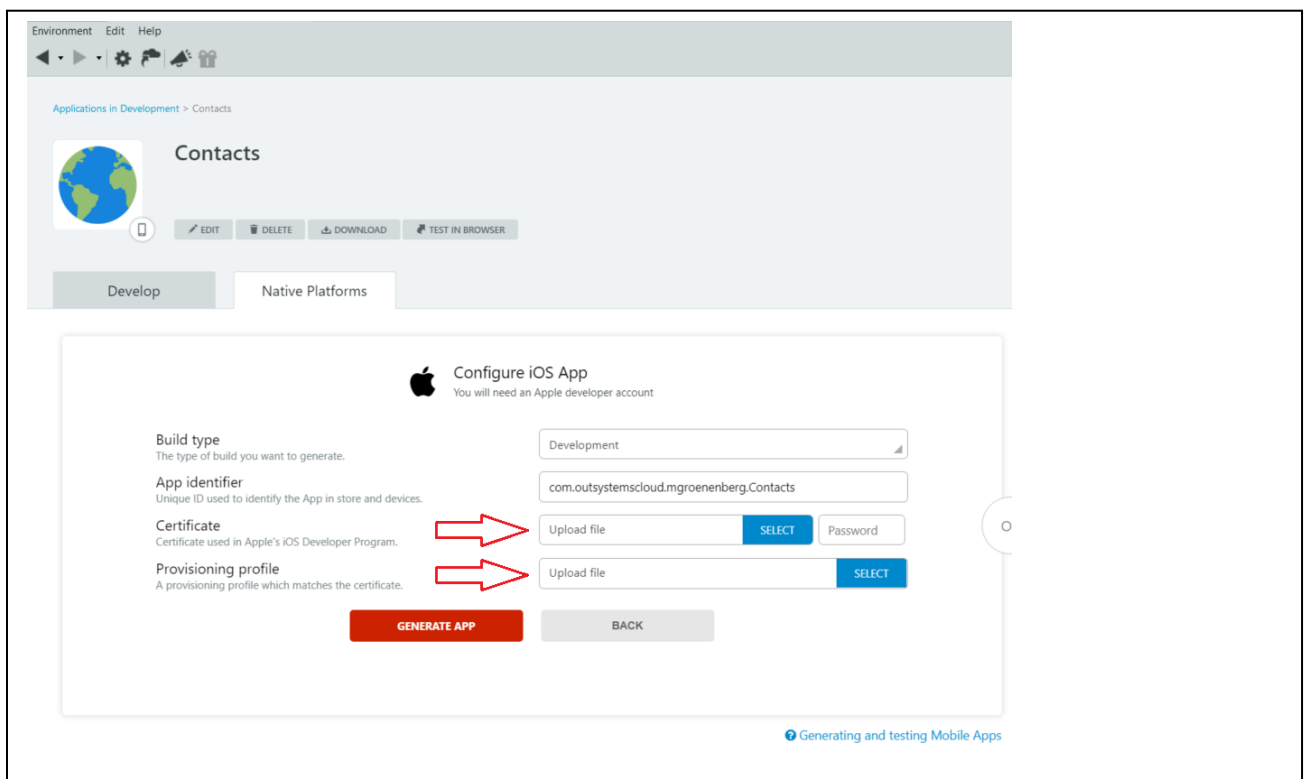 Environment Edit Help
Applications in Development > Contacts
Contacts
EDIT DELETE DOWNLOAD TEST IN BROWSER
Develop Native Platforms
Configure iOS App
You will need an Apple developer account
Build type
The type of build you want to generate.
Development
App identifier
Unique ID used to identify the App in store and devices.
com.outsystemscloud.mgroenenberg.Contacts
Certificate
Certificate used in Apple's iOS Developer Program.
Upload file SELECT Password
Provisioning profile
A provisioning profile which matches the certificate.
Upload file SELECT
GENERATE APP BACK
Generating and testing Mobile Apps